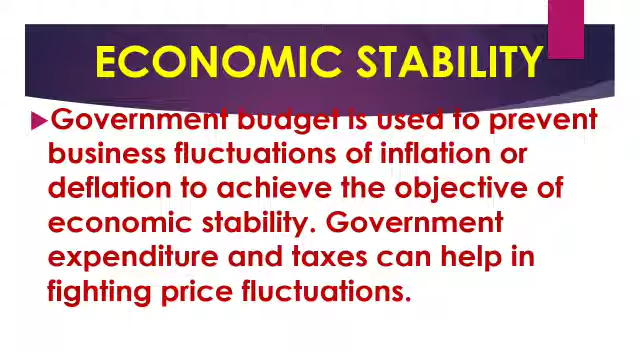 ECONOMIC STABILITY
Government budget is used to prevent
business fluctuations of inflation or
deflation to achieve the objective of
economic stability. Government
expenditure and taxes can help in
fighting price fluctuations.